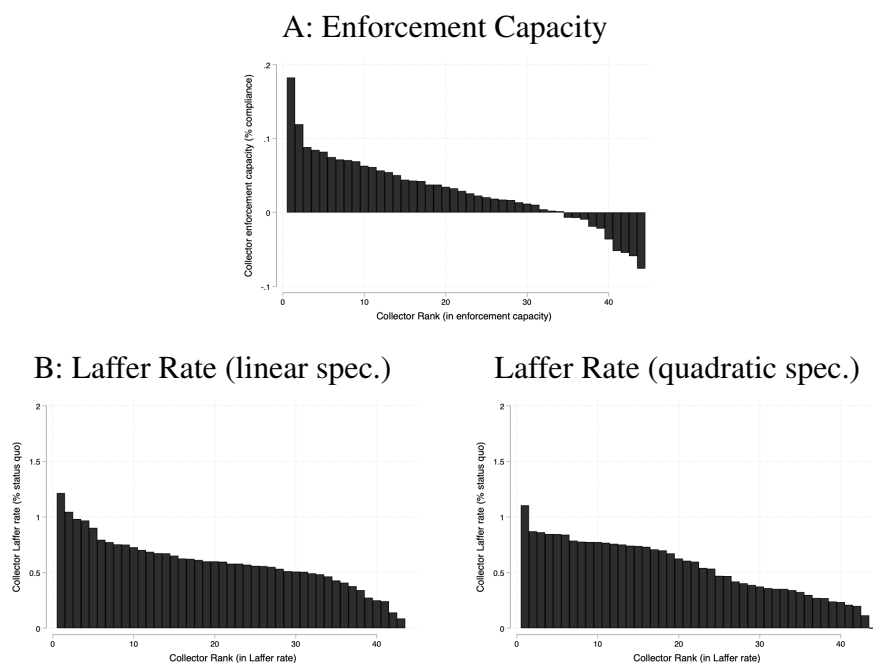 A: Enforcement Capacity
Collector enforcement capacity (% compliance)
.2
.1
0
-.1
0 10 20 30 40
Collector Rank (in enforcement capacity)
B: Laffer Rate (linear spec.)
Collector Laffer rate (% status quo)
2
1.5
1
0.5
0
0 10 20 30 40
Collector Rank (in Laffer rate)
Laffer Rate (quadratic spec.)
Collector Laffer rate (% status quo)
2
1.5
1
0.5
0
0 10 20 30 40
Collector Rank (in Laffer rate)